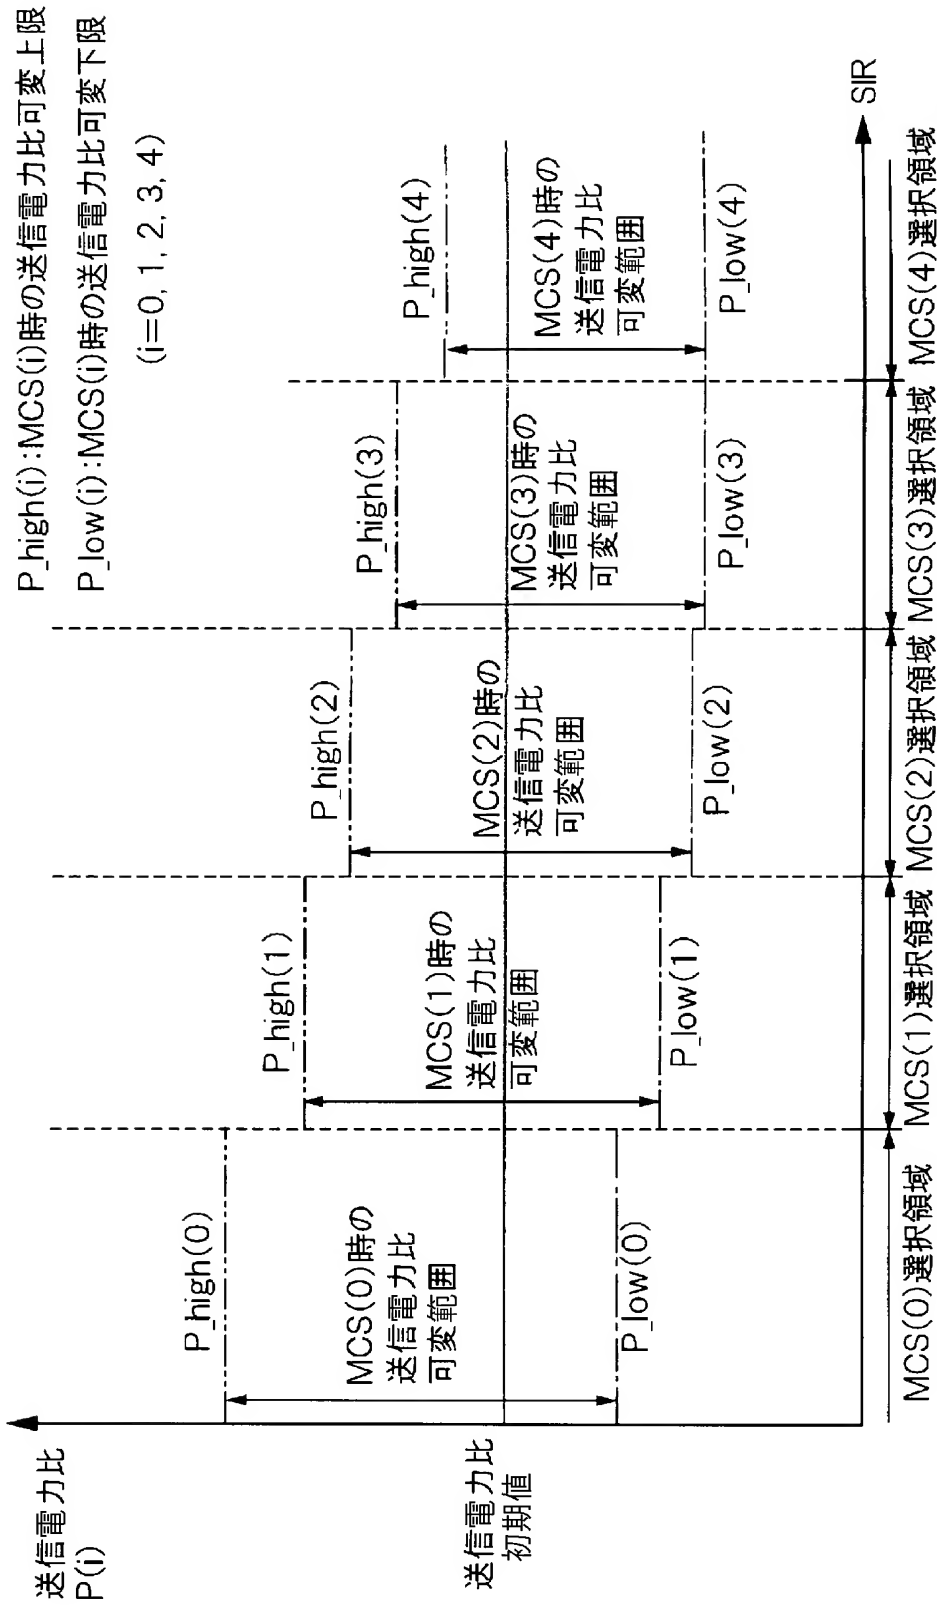 P_high(i):MCS(i)時の送信電力比可変上限
P_low(i):MCS(i)時の送信電力比可変下限
(i=0, 1, 2, 3, 4)
送信電力比
P(i)
送信電力比
初期値
P_high(0)
MCS(0)時の
送信電力比
可変範囲
P_low(0)
P_high(1)
MCS(1)時の
送信電力比
可変範囲
P_low(1)
P_high(2)
MCS(2)時の
送信電力比
可変範囲
P_low(2)
P_high(3)
MCS(3)時の
送信電力比
可変範囲
P_low(3)
P_high(4)
MCS(4)時の
送信電力比
可変範囲
P_low(4)
SIR
MCS(0)選択領域
MCS(1)選択領域
MCS(2)選択領域
MCS(3)選択領域
MCS(4)選択領域